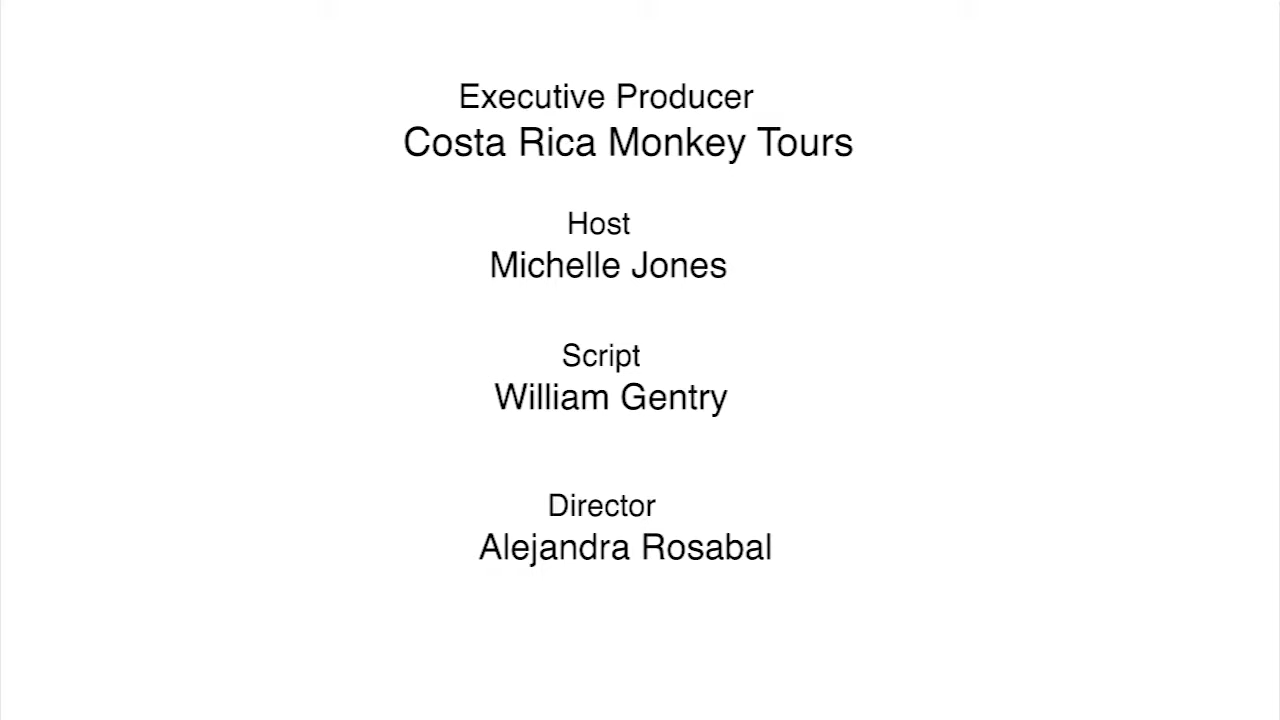 Executive Producer
Costa Rica Monkey Tours
Host
Michelle Jones
Script
William Gentry
Director
Alejandra Rosabal